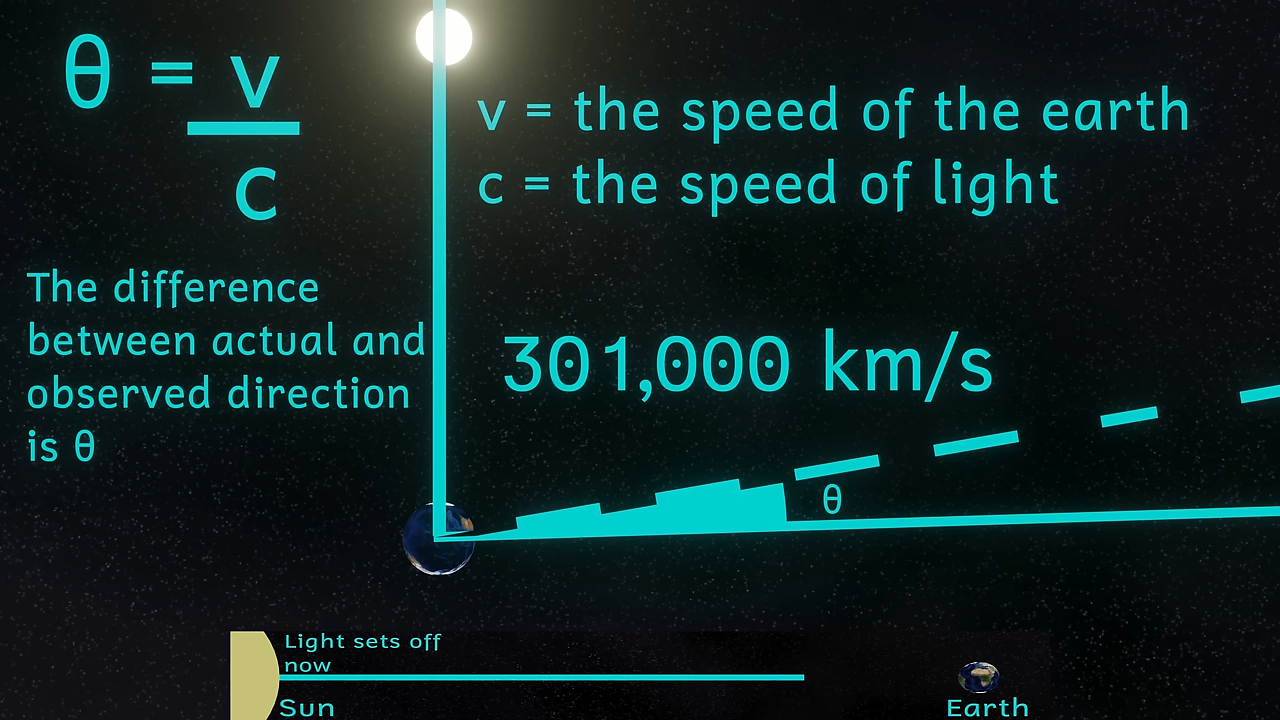 θ = v
c
v = the speed of the earth
c = the speed of light
The difference
between actual and
observed direction
is θ
301,000 km/s
θ
Light sets off
now
Sun
Earth